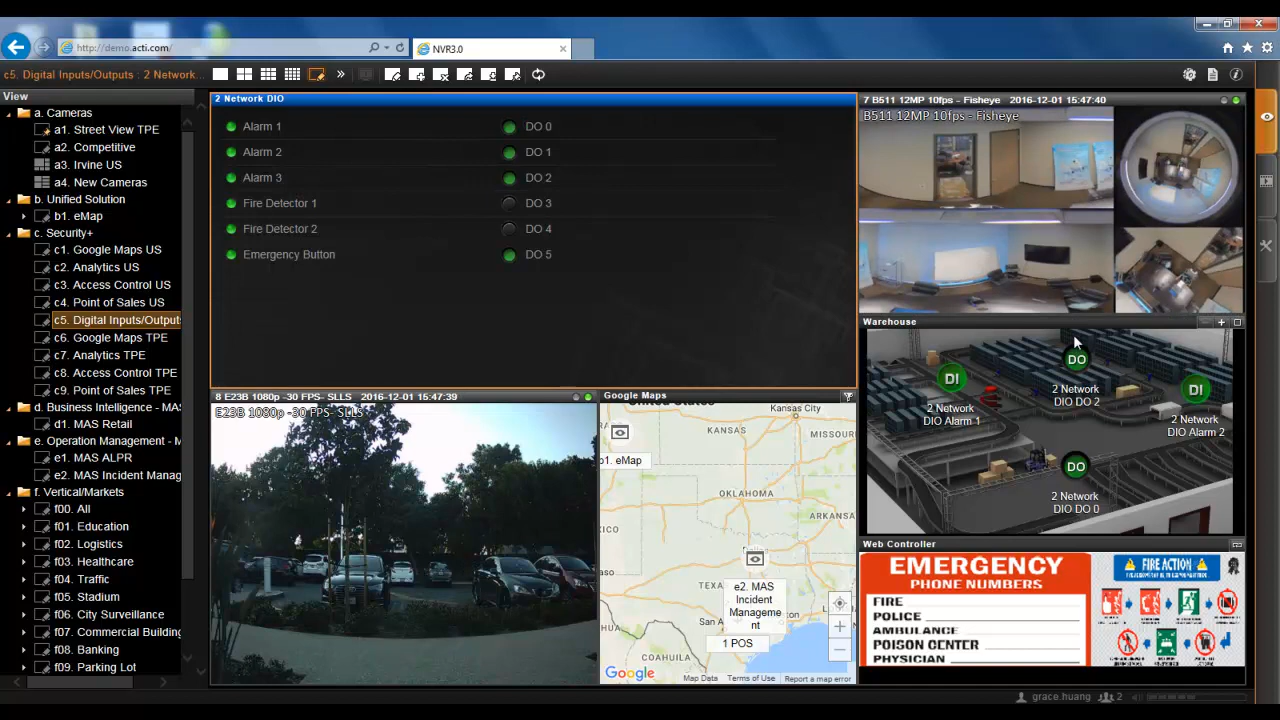 http://demo.acti.com/
NVR3.0
c5. Digital Inputs/Outputs : 2 Network...
View
a. Cameras
a1. Street View TPE
a2. Competitive
a3. Irvine US
a4. New Cameras
b. Unified Solution
b1. eMap
c. Security+
c1. Google Maps US
c2. Analytics US
c3. Access Control US
c4. Point of Sales US
c5. Digital Inputs/Outputs
c6. Google Maps TPE
c7. Analytics TPE
c8. Access Control TPE
c9. Point of Sales TPE
d. Business Intelligence - MAS
d1. MAS Retail
e. Operation Management - M
e1. MAS ALPR
e2. MAS Incident Manag
f. Vertical/Markets
f00. All
f01. Education
f02. Logistics
f03. Healthcare
f04. Traffic
f05. Stadium
f06. City Surveillance
f07. Commercial Building
f08. Banking
f09. Parking Lot
2 Network DIO
Alarm 1 DO 0
Alarm 2 DO 1
Alarm 3 DO 2
Fire Detector 1 DO 3
Fire Detector 2 DO 4
Emergency Button DO 5
7 B511 12MP 10fps - Fisheye 2016-12-01 15:47:40
B511 12MP 10fps - Fisheye
Warehouse
DO
2 Network
DIO DO 2
DI
2 Network
DIO Alarm 1
DI
2 Network
DIO Alarm 2
DO
2 Network
DIO DO 0
8 E23B 1080p -30 FPS- SLLS 2016-12-01 15:47:39
E23B 1080p -30 FPS- SLLS
Google Maps
United States
Kansas City
KANSAS
MISSOUR
b1. eMap
OKLAHOMA
ARKANSAS
Dallas
TEXA
e2. MAS
Incident
Manageme
nt
San A
1 POS
COAHUILA
Google
Map Data Terms of Use Report a map error
Web Controller
EMERGENCY
PHONE NUMBERS
FIRE
POLICE
AMBULANCE
POISON CENTER
PHYSICIAN
FIRE ACTION
grace.huang 2